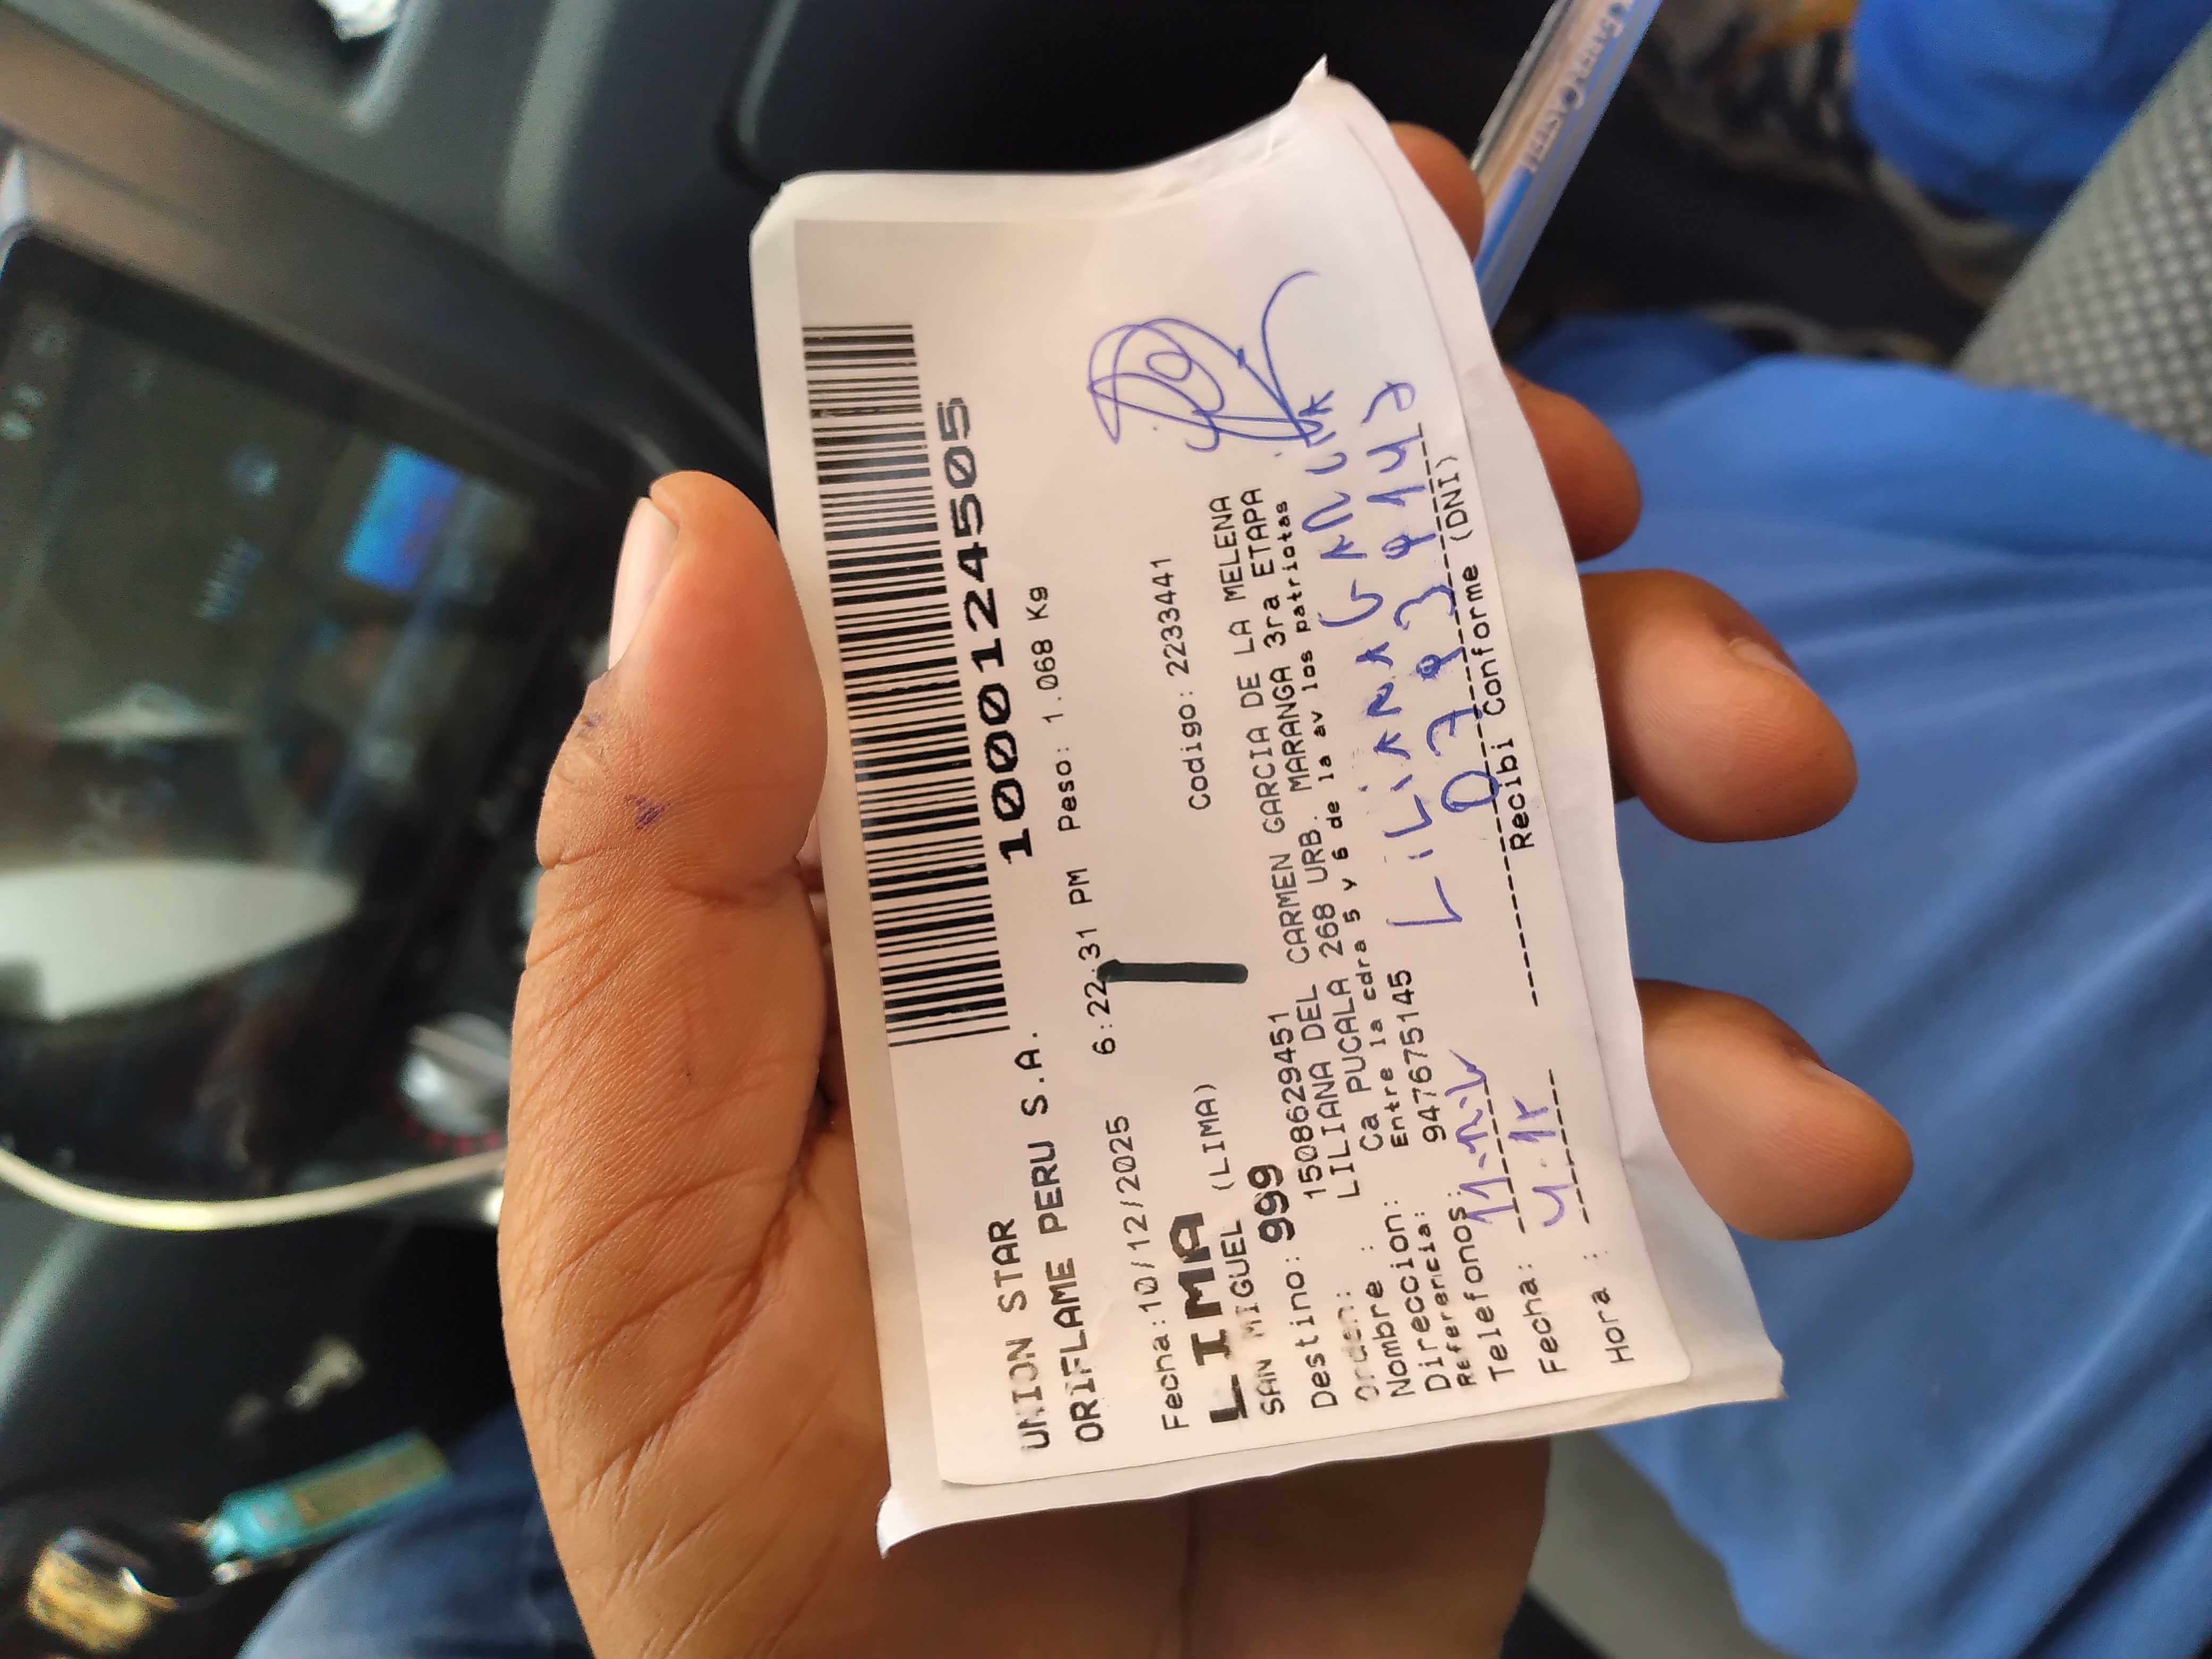 UNION STAR
ORIFLAME PERU S.A.
1000124505
Fecha:10/12/2025 6:22:31 PM Peso: 1.068 Kg
LIMA
SAN MIGUEL (LIMA)
Codigo: 2233441
Destino: 999
Orden: 1508629451
Nombre : LILIANA DEL CARMEN GARCIA DE LA MELENA
Direccion: Ca PUCALA 268 URB. MARANGA 3ra ETAPA
Referencia: Entre la cdra 5 y 6 de la av los patriotas
Telefonos: 947675145
LiLiANA
Fecha:
Hora :
Recibi Conforme (DNI)
FABER-CASTELL